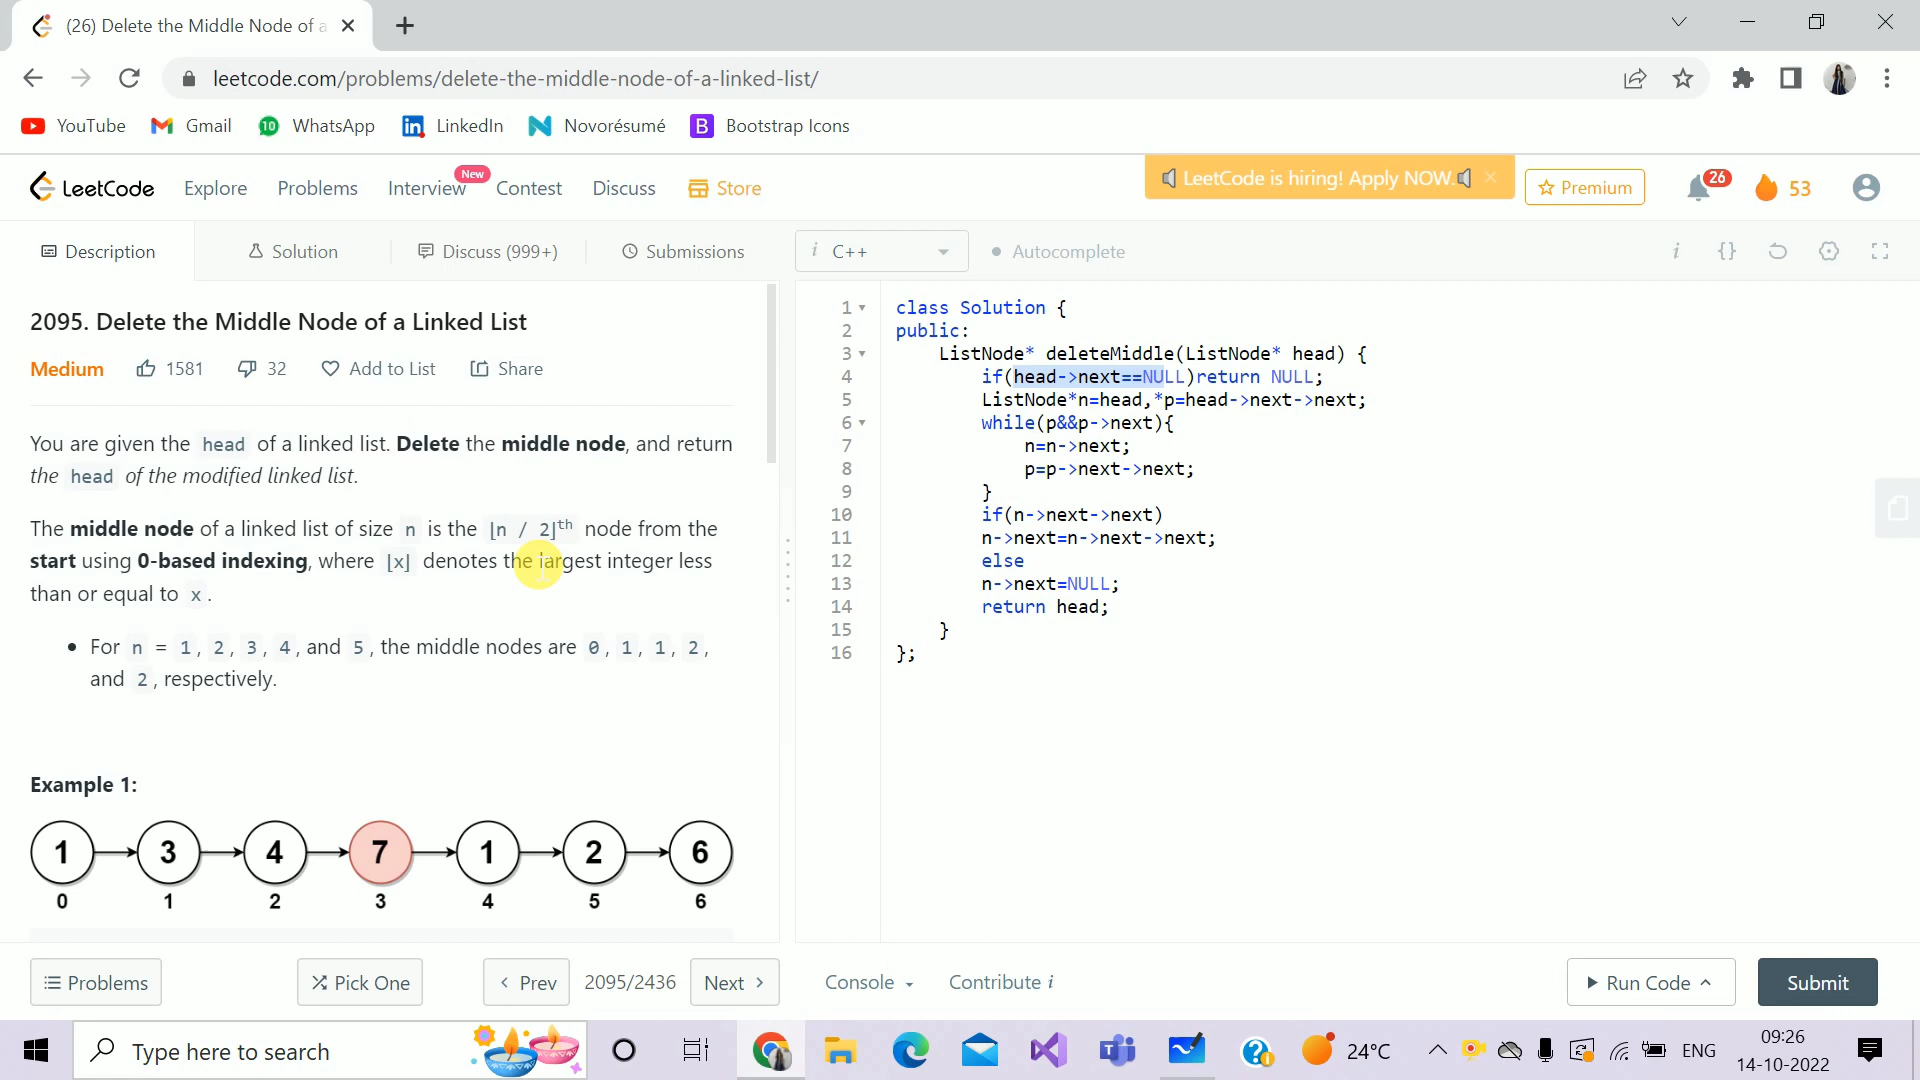 (26) Delete the Middle Node of a
leetcode.com/problems/delete-the-middle-node-of-a-linked-list/
YouTube Gmail 10 WhatsApp in LinkedIn Novorésumé B Bootstrap Icons
LeetCode Explore Problems Interview New Contest Discuss Store LeetCode is hiring! Apply NOW. Premium 26 53
Description Solution Discuss (999+) Submissions i C++ Autocomplete i {}
2095. Delete the Middle Node of a Linked List
Medium 1581 32 Add to List Share
You are given the head of a linked list. Delete the middle node, and return
the head of the modified linked list.
The middle node of a linked list of size n is the ⌊n / 2⌋th node from the
start using 0-based indexing, where ⌊x⌋ denotes the largest integer less
than or equal to x .
• For n = 1, 2, 3, 4, and 5, the middle nodes are 0, 1, 1, 2,
and 2, respectively.
Example 1:
1 3 4 7 1 2 6
0 1 2 3 4 5 6
1 class Solution {
2 public:
3 ListNode* deleteMiddle(ListNode* head) {
4 if(head->next==NULL)return NULL;
5 ListNode*n=head,*p=head->next->next;
6 while(p&&p->next){
7 n=n->next;
8 p=p->next->next;
9 }
10 if(n->next->next)
11 n->next=n->next->next;
12 else
13 n->next=NULL;
14 return head;
15 }
16 };
Problems Pick One Prev 2095/2436 Next Console Contribute i Run Code Submit
Type here to search 24°C ENG 09:26
14-10-2022